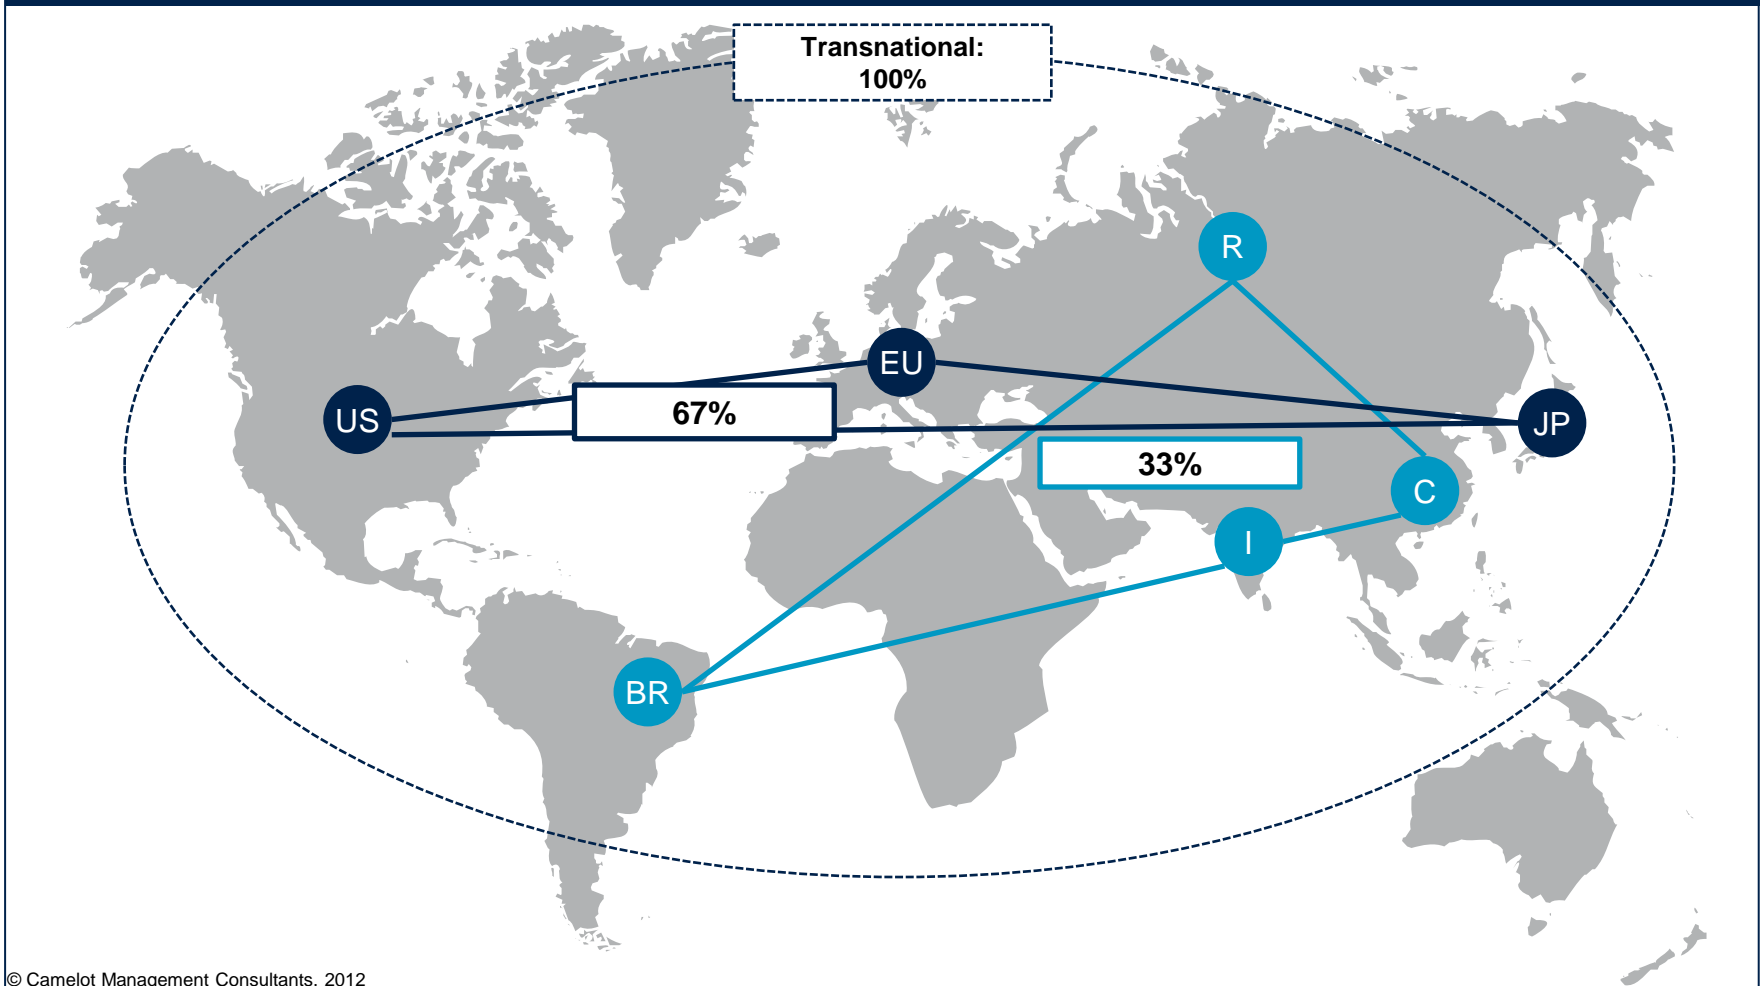 Transnational:
100%
R
EU
US
67%
JP
33%
C
I
BR
© Camelot Management Consultants, 2012